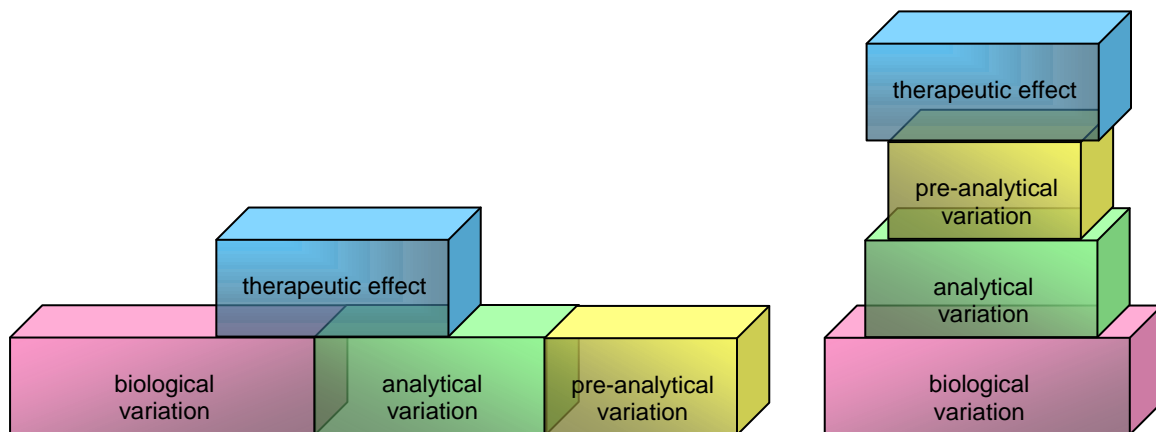 therapeutic effect
biological
variation
analytical
variation
pre-analytical
variation
therapeutic effect
pre-analytical
variation
analytical
variation
biological
variation